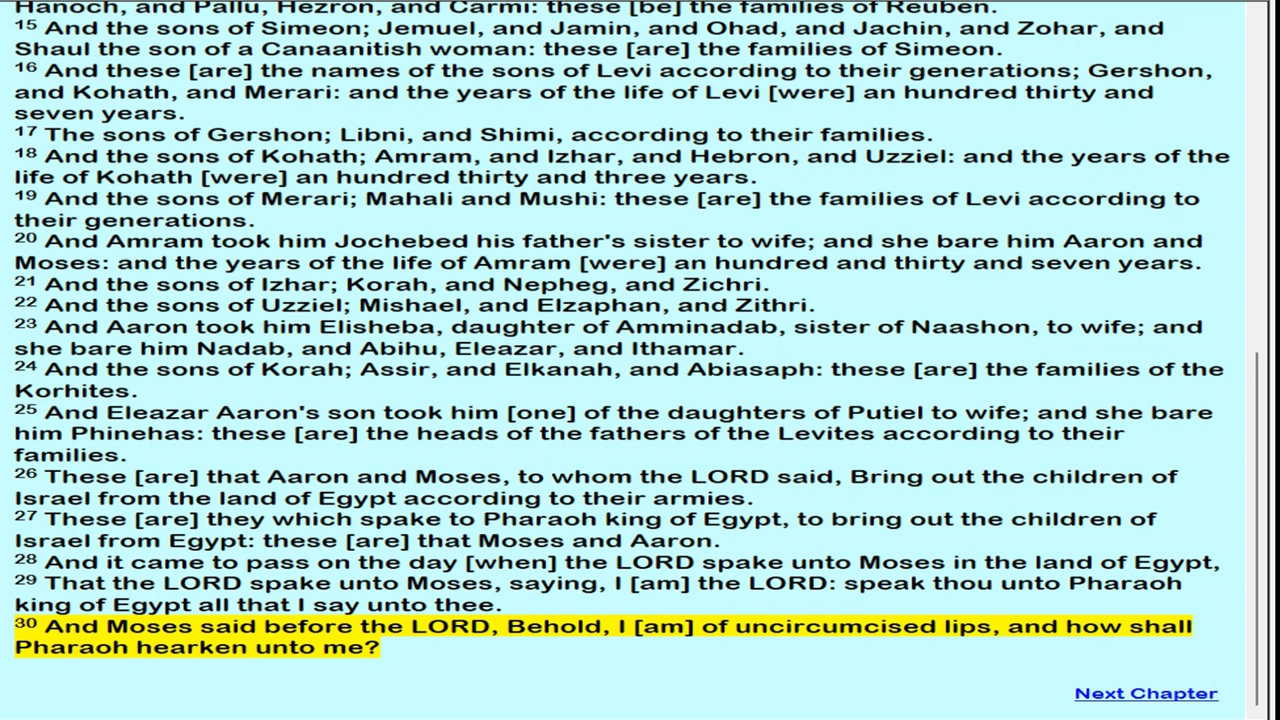 Hanoch, and Pallu, Hezron, and Carmi: these [be] the families of Reuben.
15 And the sons of Simeon; Jemuel, and Jamin, and Ohad, and Jachin, and Zohar, and
Shaul the son of a Canaanitish woman: these [are] the families of Simeon.
16 And these [are] the names of the sons of Levi according to their generations; Gershon,
and Kohath, and Merari: and the years of the life of Levi [were] an hundred thirty and
seven years.
17 The sons of Gershon; Libni, and Shimi, according to their families.
18 And the sons of Kohath; Amram, and Izhar, and Hebron, and Uzziel: and the years of the
life of Kohath [were] an hundred thirty and three years.
19 And the sons of Merari; Mahali and Mushi: these [are] the families of Levi according to
their generations.
20 And Amram took him Jochebed his father's sister to wife; and she bare him Aaron and
Moses: and the years of the life of Amram [were] an hundred and thirty and seven years.
21 And the sons of Izhar; Korah, and Nepheg, and Zichri.
22 And the sons of Uzziel; Mishael, and Elzaphan, and Zithri.
23 And Aaron took him Elisheba, daughter of Amminadab, sister of Naashon, to wife; and
she bare him Nadab, and Abihu, Eleazar, and Ithamar.
24 And the sons of Korah; Assir, and Elkanah, and Abiasaph: these [are] the families of the
Korhites.
25 And Eleazar Aaron's son took him [one] of the daughters of Putiel to wife; and she bare
him Phinehas: these [are] the heads of the fathers of the Levites according to their
families.
26 These [are] that Aaron and Moses, to whom the LORD said, Bring out the children of
Israel from the land of Egypt according to their armies.
27 These [are] they which spake to Pharaoh king of Egypt, to bring out the children of
Israel from Egypt: these [are] that Moses and Aaron.
28 And it came to pass on the day [when] the LORD spake unto Moses in the land of Egypt,
29 That the LORD spake unto Moses, saying, I [am] the LORD: speak thou unto Pharaoh
king of Egypt all that I say unto thee.
30 And Moses said before the LORD, Behold, I [am] of uncircumcised lips, and how shall
Pharaoh hearken unto me?
Next Chapter